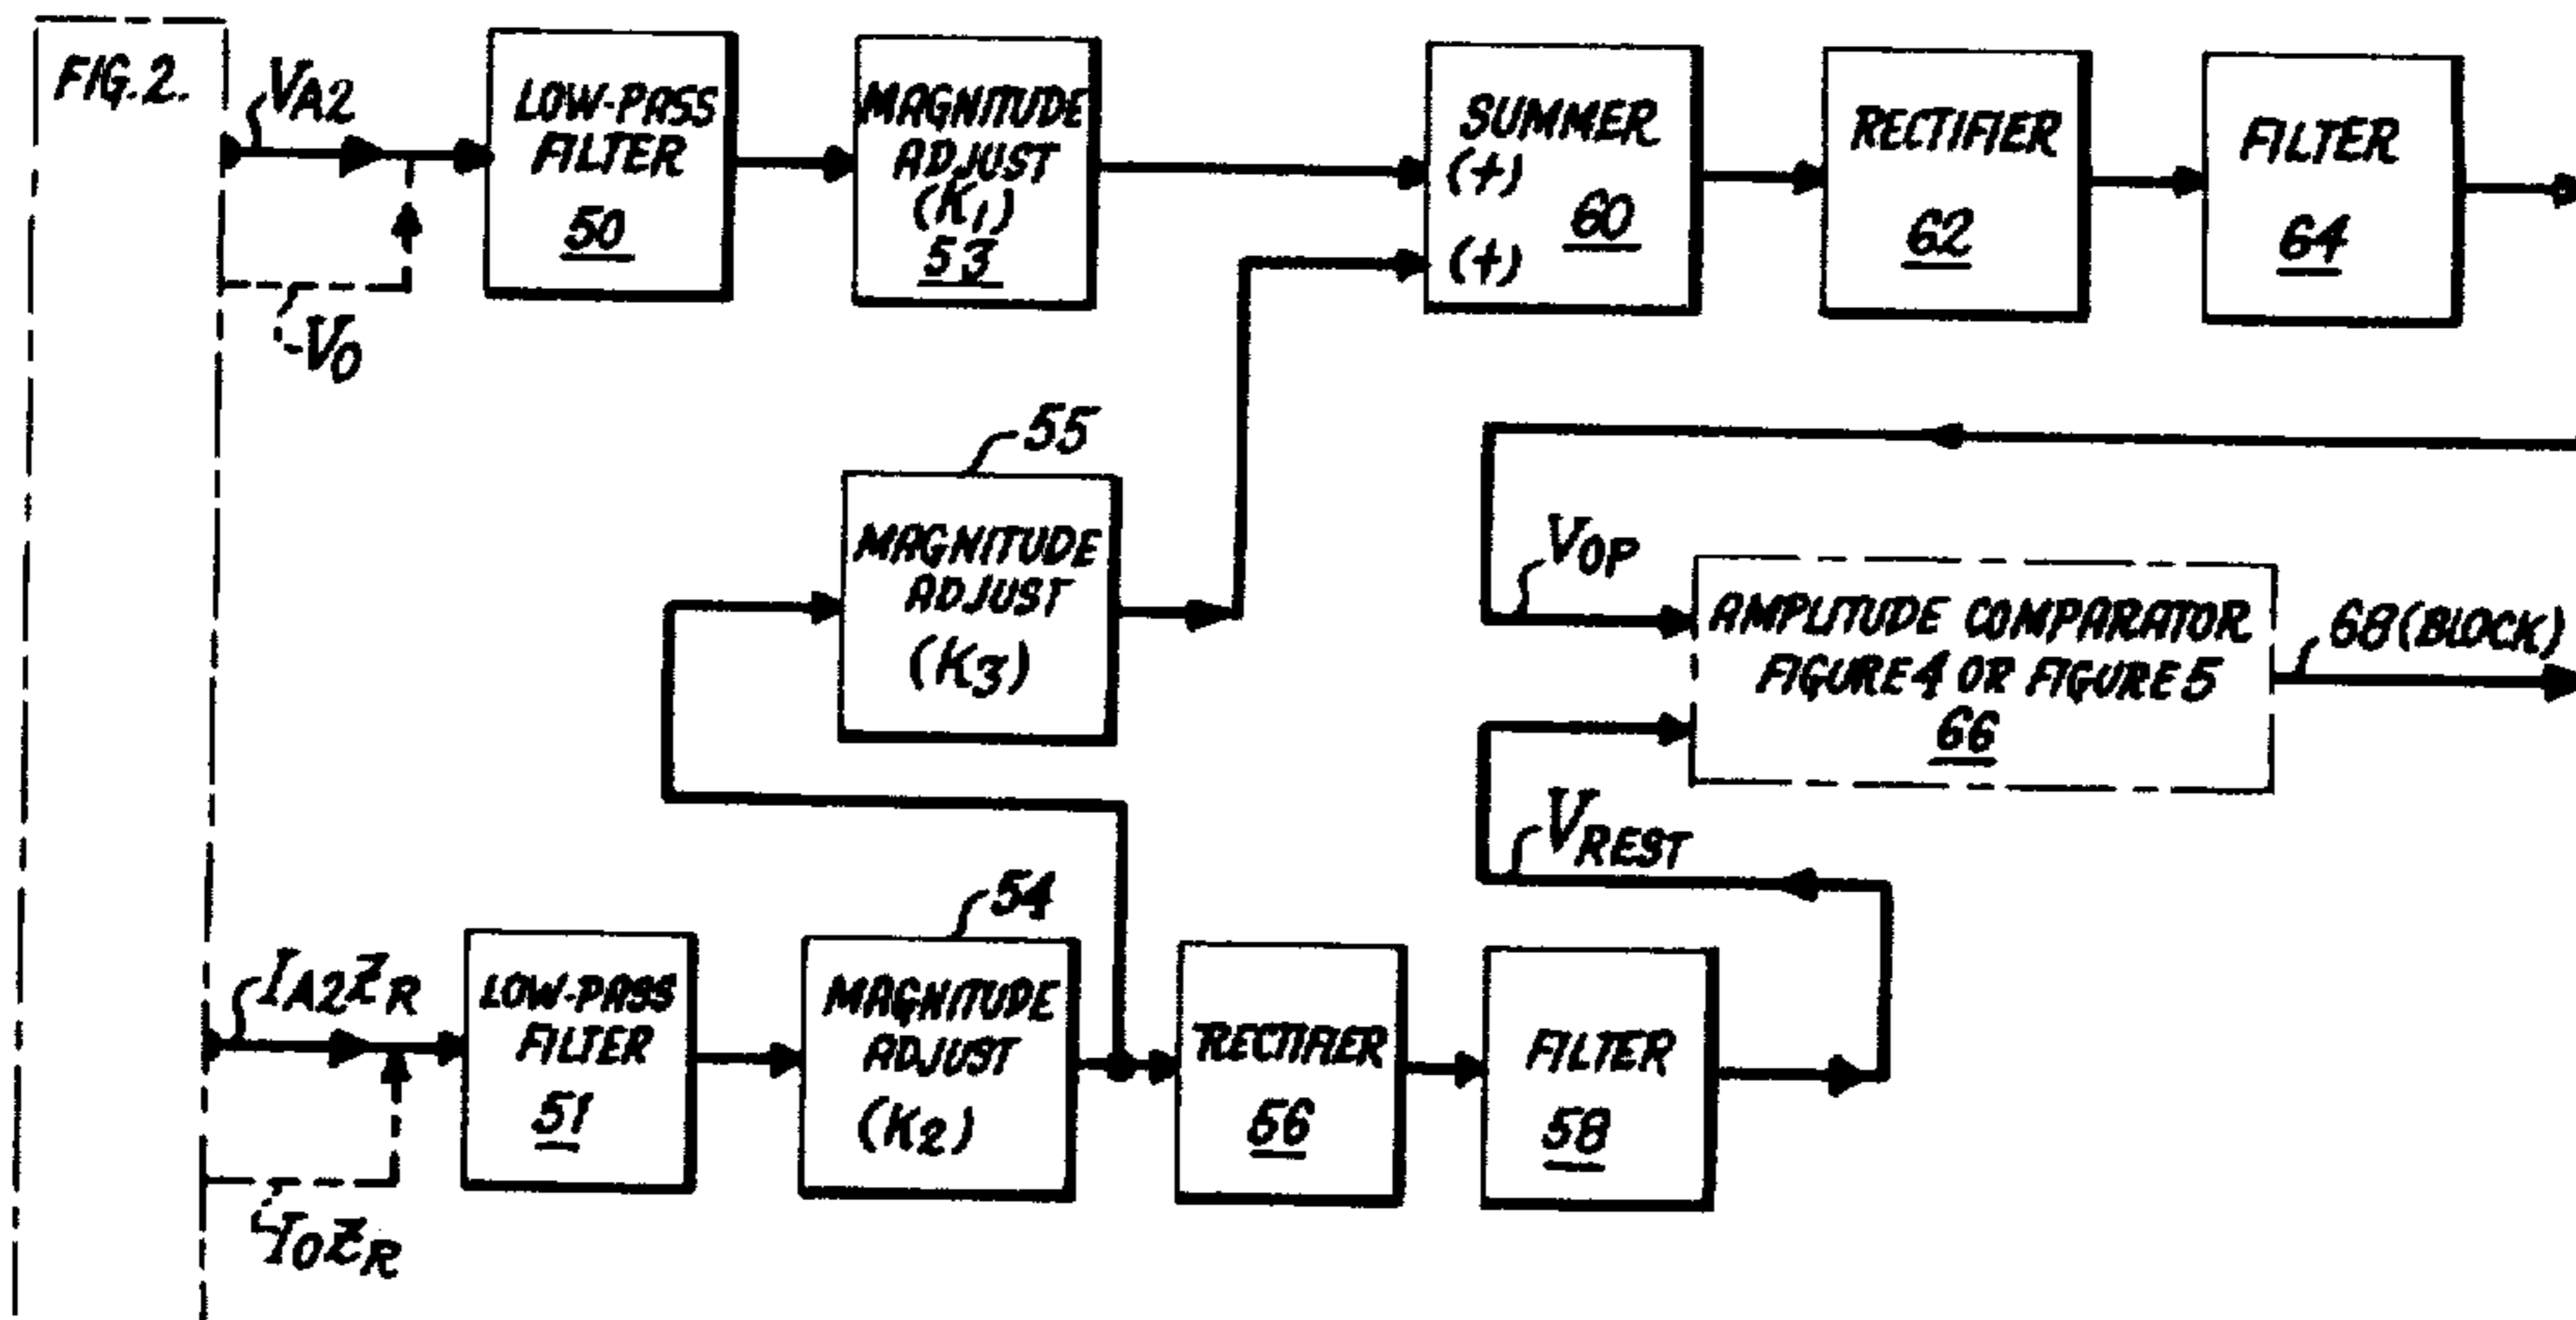 FIG. 2.
VA2
VO
LOW-PASS
FILTER
50
MAGNITUDE
ADJUST
(K1)
53
SUMMER
(+)
(+)
60
RECTIFIER
62
FILTER
64
55
MAGNITUDE
ADJUST
(K3)
VOP
AMPLITUDE COMPARATOR
FIGURE 4 OR FIGURE 5
66
68 (BLOCK)
VREST
IA2ZR
IOZR
LOW-PASS
FILTER
51
54
MAGNITUDE
ADJUST
(K2)
RECTIFIER
56
FILTER
58